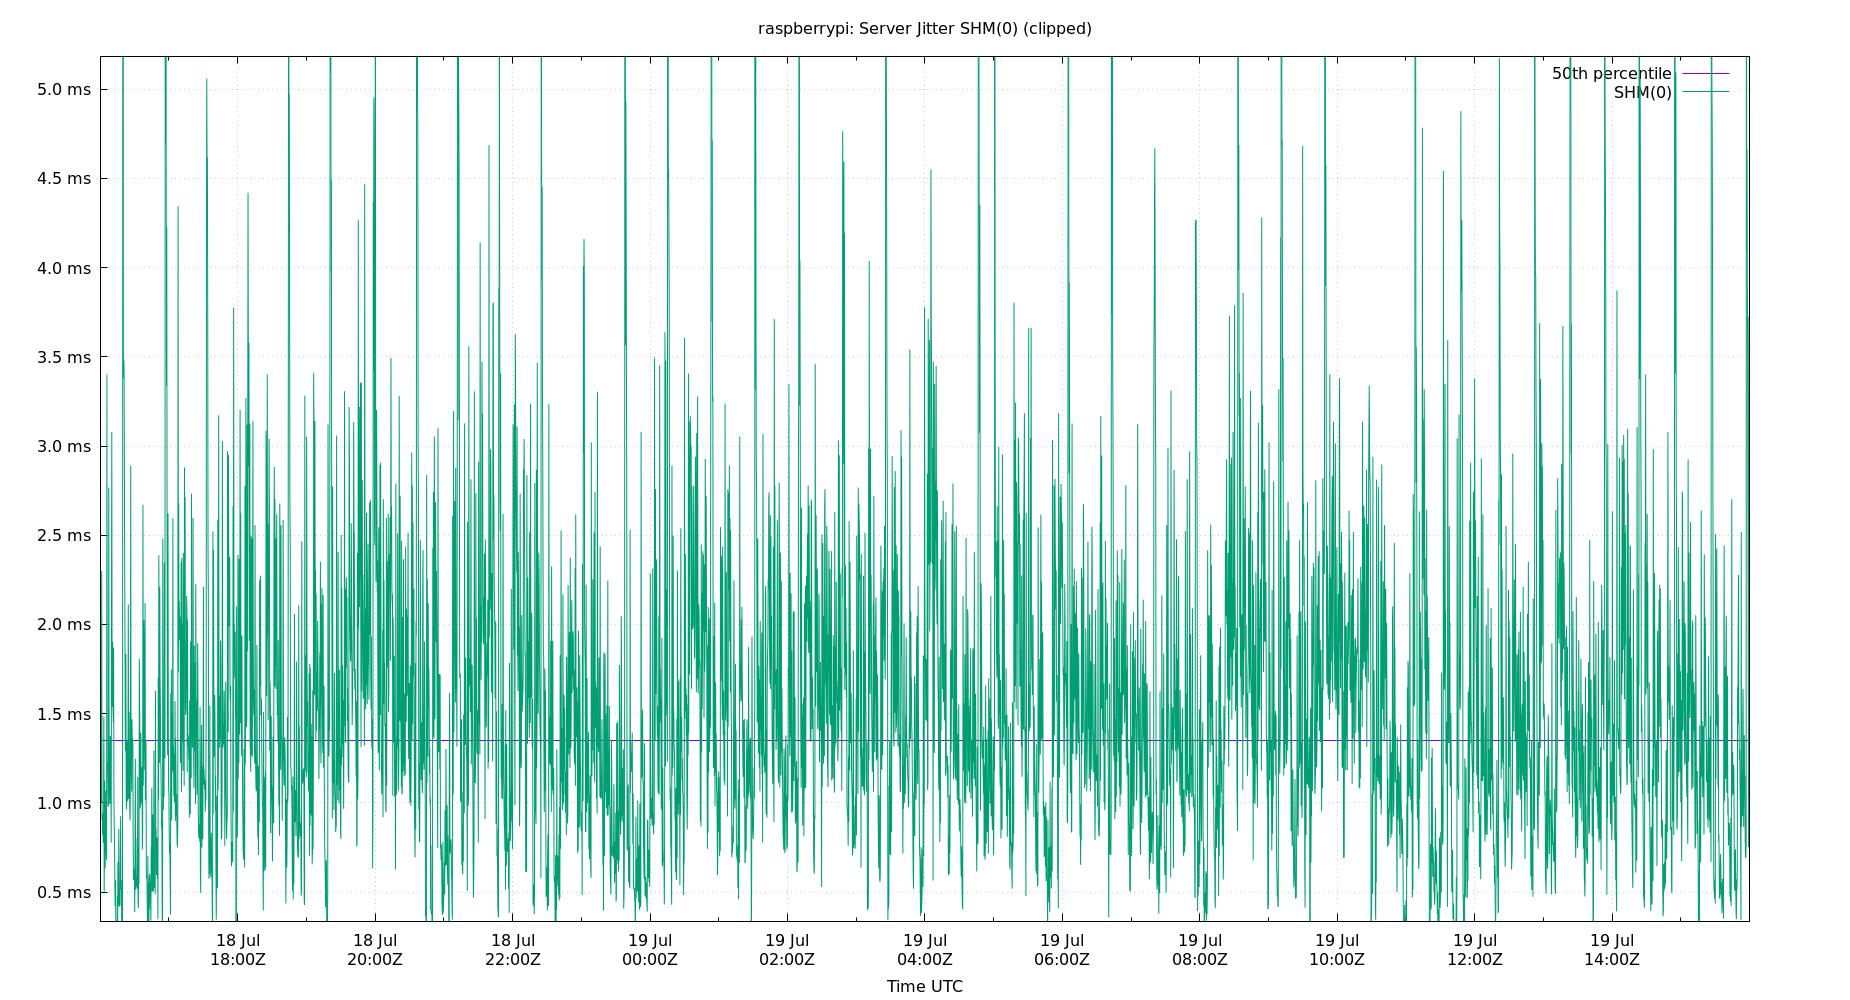 raspberrypi: Server Jitter SHM(0) (clipped)
50th percentile
SHM(0)
5.0 ms
4.5 ms
4.0 ms
3.5 ms
3.0 ms
2.5 ms
2.0 ms
1.5 ms
1.0 ms
0.5 ms
18 Jul 18 Jul 18 Jul 19 Jul 19 Jul 19 Jul 19 Jul 19 Jul 19 Jul 19 Jul 19 Jul
18:00Z 20:00Z 22:00Z 00:00Z 02:00Z 04:00Z 06:00Z 08:00Z 10:00Z 12:00Z 14:00Z
Time UTC